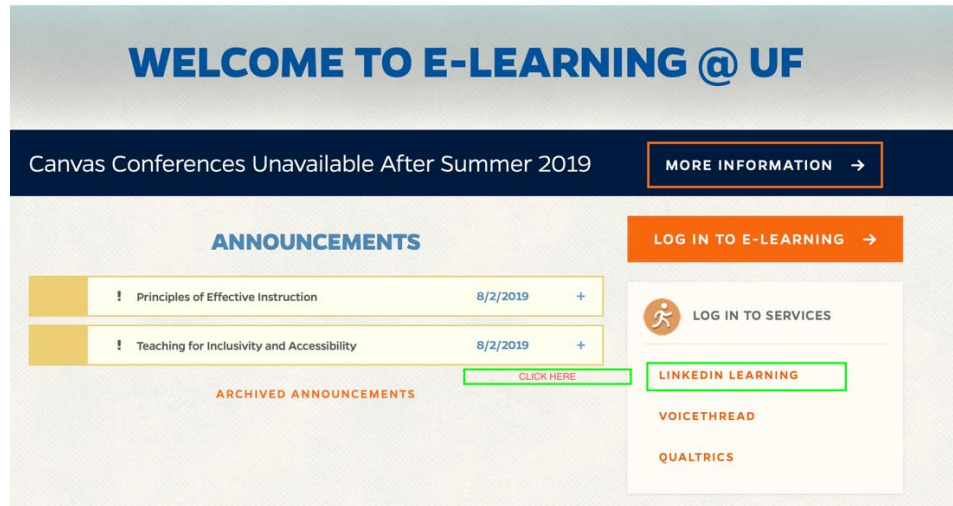 WELCOME TO E-LEARNING @ UF
Canvas Conferences Unavailable After Summer 2019
MORE INFORMATION →
ANNOUNCEMENTS
! Principles of Effective Instruction 8/2/2019 +
! Teaching for Inclusivity and Accessibility 8/2/2019 +
ARCHIVED ANNOUNCEMENTS
LOG IN TO E-LEARNING →
LOG IN TO SERVICES
CLICK HERE
LINKEDIN LEARNING
VOICETHREAD
QUALTRICS